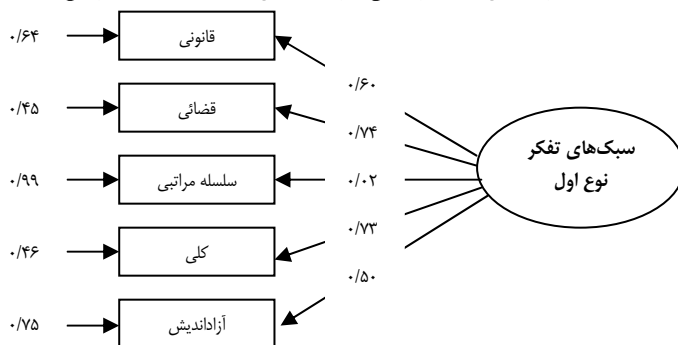 ۰/۶۴
قانونی
۰/۶۰
۰/۴۵
قضائی
۰/۷۴
سبک‌های تفکر
نوع اول
۰/۹۹
سلسله مراتبی
۰/۰۲
۰/۴۶
کلی
۰/۷۳
۰/۵۰
۰/۷۵
آزاداندیش